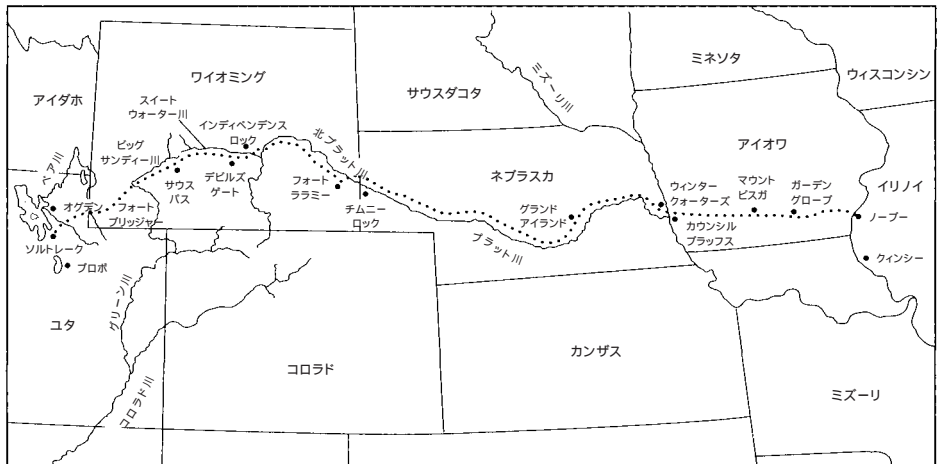 ミネソタ
ウィスコンシン
ワイオミング
ミズーリ川
サウスダコタ
アイダホ
スイート
ウォーター川
インディペンデンス
ロック
北プラット川
アイオワ
ビッグ
サンディー川
ベア川
サウス
パス
デビルズ
ゲート
フォート
ララミー
チムニー
ロック
ネブラスカ
ウィンター
クォーターズ
マウント
ピスガ
ガーデン
グローブ
イリノイ
オグデン
フォート
ブリッジャー
グランド
アイランド
カウンシル
ブラッフス
ノーブー
ソルトレーク
プロボ
プラット川
クィンシー
グリーン川
ユタ
コロラド
カンザス
コロラド川
ミズーリ